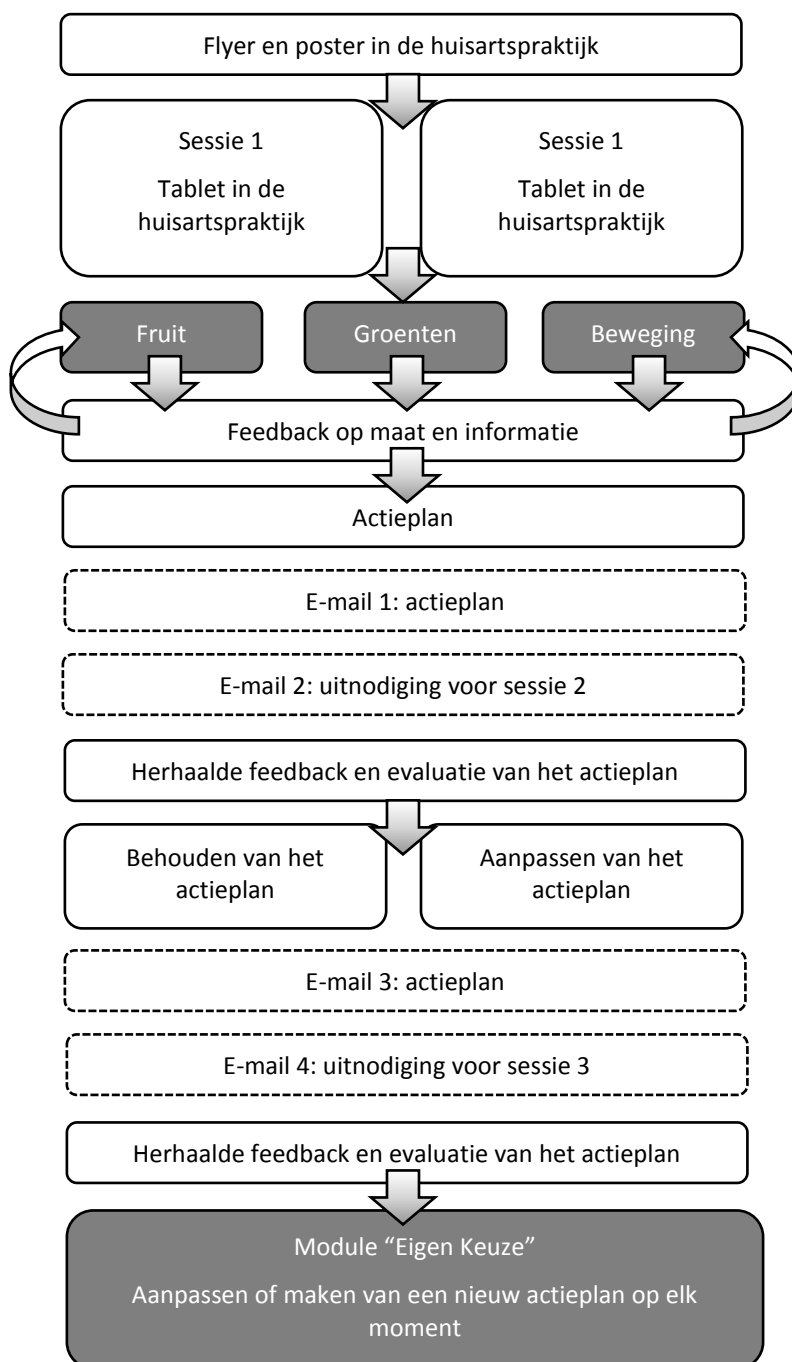 Flyer en poster in de huisartspraktijk
Sessie 1
Tablet in de
huisartspraktijk
Sessie 1
Tablet in de
huisartspraktijk
Fruit
Groenten
Beweging
Feedback op maat en informatie
Actieplan
E-mail 1: actieplan
E-mail 2: uitnodiging voor sessie 2
Herhaalde feedback en evaluatie van het actieplan
Behouden van het
actieplan
Aanpassen van het
actieplan
E-mail 3: actieplan
E-mail 4: uitnodiging voor sessie 3
Herhaalde feedback en evaluatie van het actieplan
Module “Eigen Keuze”
Aanpassen of maken van een nieuw actieplan op elk
moment